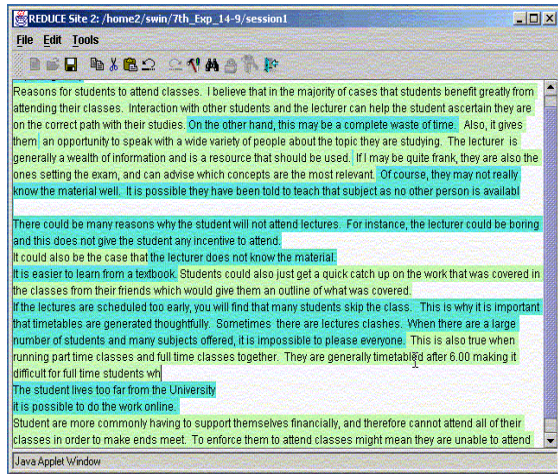 REDUCE Site 2: /home2/swin/7th_Exp_14-9/session1
File Edit Tools
Reasons for students to attend classes. I believe that in the majority of cases that students benefit greatly from
attending their classes. Interaction with other students and the lecturer can help the student ascertain they are
on the correct path with their studies. On the other hand, this may be a complete waste of time. Also, it gives
them an opportunity to speak with a wide variety of people about the topic they are studying. The lecturer is
generally a wealth of information and is a resource that should be used. If I may be quite frank, they are also the
ones setting the exam, and can advise which concepts are the most relevant. Of course, they may not really
know the material well. It is possible they have been told to teach that subject as no other person is availabl
There could be many reasons why the student will not attend lectures. For instance, the lecturer could be boring
and this does not give the student any incentive to attend.
It could also be the case that the lecturer does not know the material.
It is easier to learn from a textbook. Students could also just get a quick catch up on the work that was covered in
the classes from their friends which would give them an outline of what was covered.
If the lectures are scheduled too early, you will find that many students skip the class. This is why it is important
that timetables are generated thoughtfully. Sometimes there are lectures clashes. When there are a large
number of students and many subjects offered, it is impossible to please everyone. This is also true when
running part time classes and full time classes together. They are generally timetabled after 6.00 making it
difficult for full time students wh
The student lives too far from the University
it is possible to do the work online.
Student are more commonly having to support themselves financially, and therefore cannot attend all of their
classes in order to make ends meet. To enforce them to attend classes might mean they are unable to attend
Java Applet Window